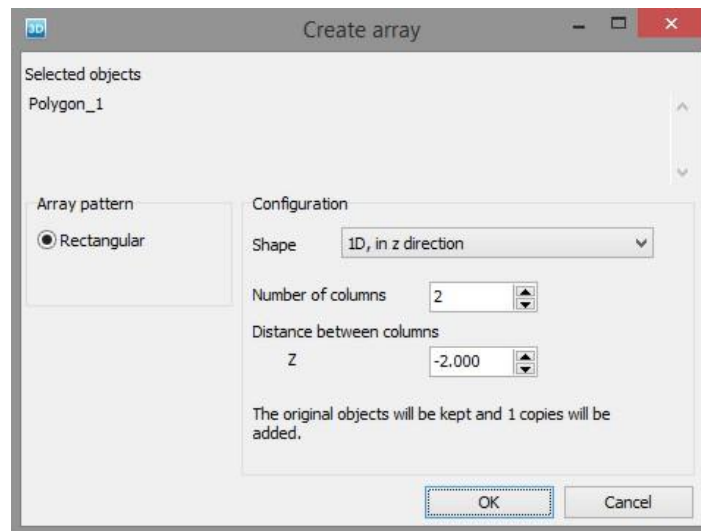 3D
Create array
Selected objects
Polygon_1
Array pattern
Rectangular
Configuration
Shape
1D, in z direction
Number of columns
2
Distance between columns
Z
-2.000
The original objects will be kept and 1 copies will be
added.
OK
Cancel